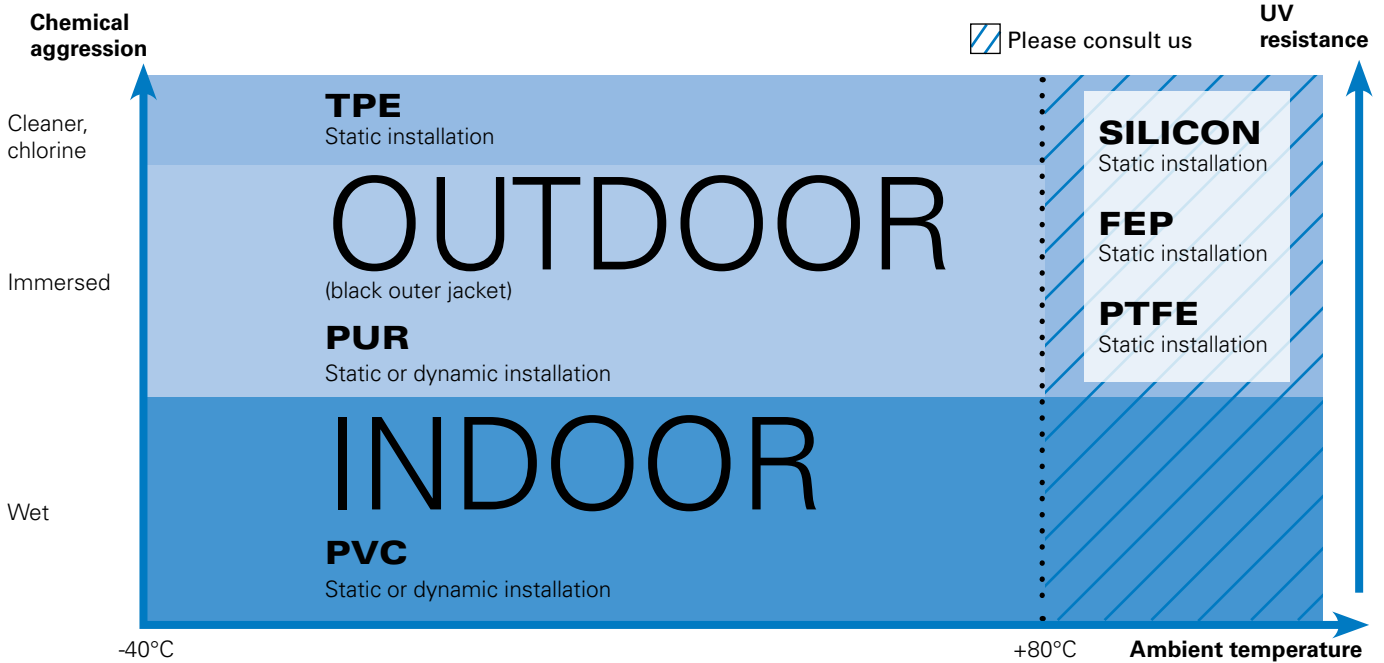 Chemical
aggression
Please consult us
UV
resistance
Cleaner,
chlorine
TPE
Static installation
SILICON
Static installation
OUTDOOR
(black outer jacket)
FEP
Static installation
Immersed
PUR
Static or dynamic installation
PTFE
Static installation
INDOOR
Wet
PVC
Static or dynamic installation
-40°C
+80°C
Ambient temperature